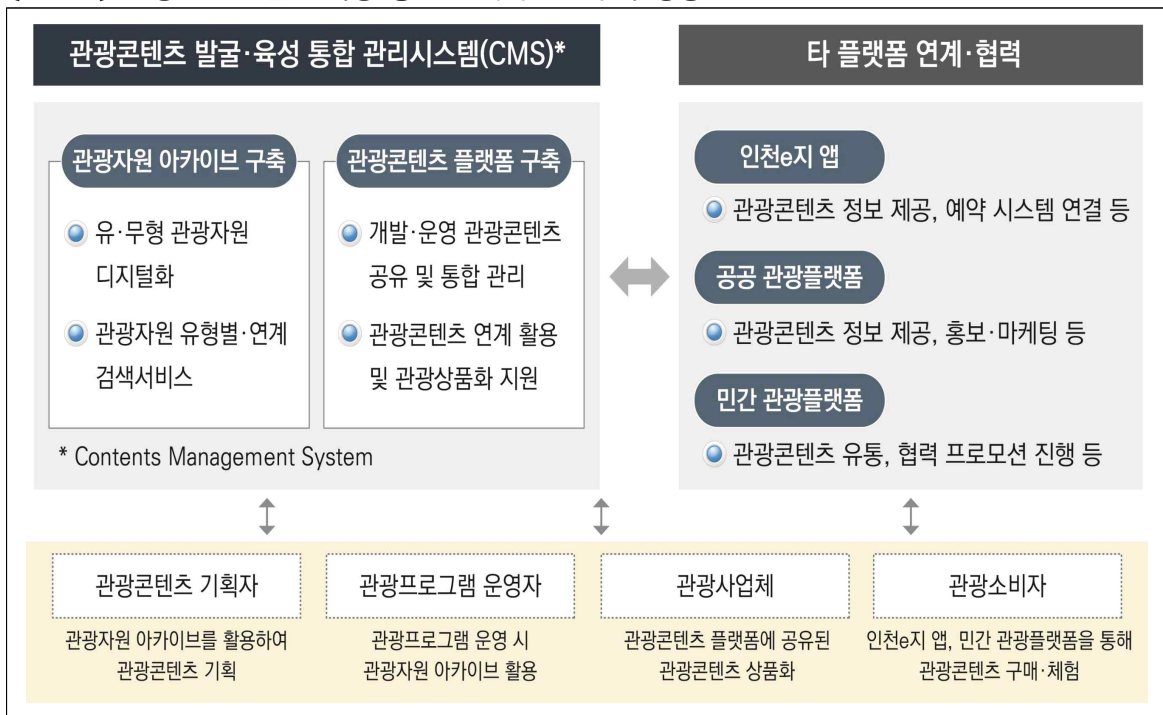 관광콘텐츠 발굴·육성 통합 관리시스템(CMS)*
관광자원 아카이브 구축
유·무형 관광자원
디지털화
관광자원 유형별·연계
검색서비스
관광콘텐츠 플랫폼 구축
개발·운영 관광콘텐츠
공유 및 통합 관리
관광콘텐츠 연계 활용
및 관광상품화 지원
* Contents Management System
타 플랫폼 연계·협력
인천e지 앱
관광콘텐츠 정보 제공, 예약 시스템 연결 등
공공 관광플랫폼
관광콘텐츠 정보 제공, 홍보·마케팅 등
민간 관광플랫폼
관광콘텐츠 유통, 협력 프로모션 진행 등
관광콘텐츠 기획자
관광자원 아카이브를 활용하여
관광콘텐츠 기획
관광프로그램 운영자
관광프로그램 운영 시
관광자원 아카이브 활용
관광사업체
관광콘텐츠 플랫폼에 공유된
관광콘텐츠 상품화
관광소비자
인천e지 앱, 민간 관광플랫폼을 통해
관광콘텐츠 구매·체험